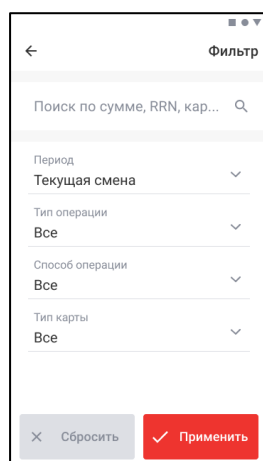 Фильтр
Поиск по сумме, RRN, кар...
Период
Текущая смена
Тип операции
Все
Способ операции
Все
Тип карты
Все
Сбросить
Применить